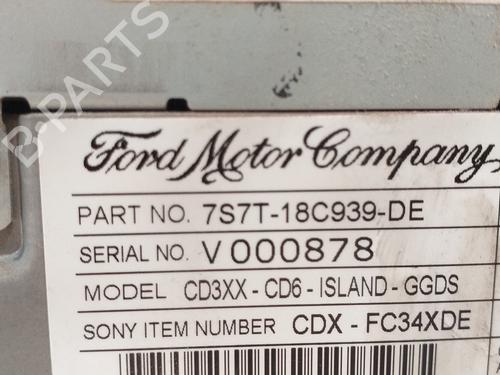 B-PARTS
Ford Motor Company
PART NO. 7S7T-18C939-DE
SERIAL NO. V 000878
MODEL CD3XX - CD6 - ISLAND - GGDS
SONY ITEM NUMBER CDX - FC34XDE